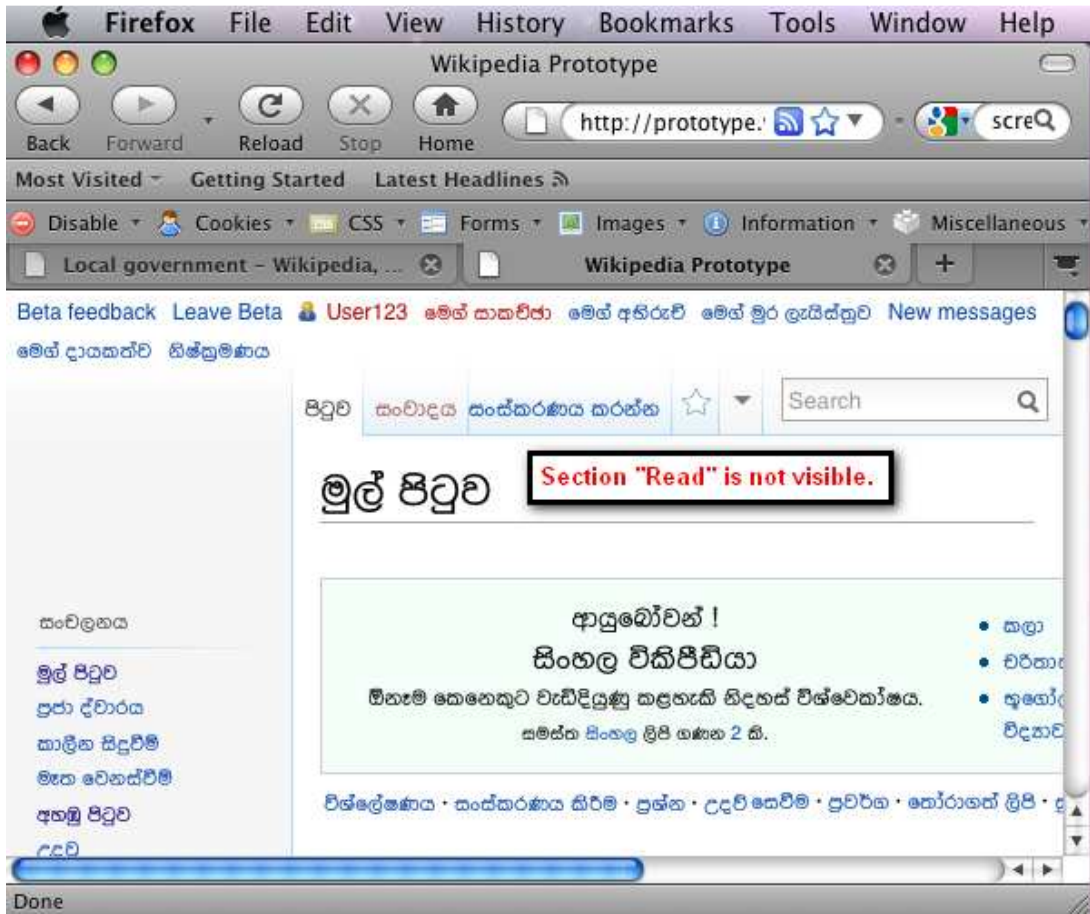 Firefox File Edit View History Bookmarks Tools Window Help
Wikipedia Prototype
http://prototype. scre
Back Forward Reload Stop Home
Most Visited Getting Started Latest Headlines
Disable Cookies CSS Forms Images Information Miscellaneous
Local government – Wikipedia, ... Wikipedia Prototype +
Beta feedback Leave Beta User123 මෙගේ සාකච්ඡා මෙගේ අභිරුචි මෙගේ මුර ලැයිස්තුව New messages
මෙගේ දායකත්ව නිෂ්ක්‍රමණය
පිටුව සංවාදය සංස්කරණය කරන්න Search
Section "Read" is not visible.
මුල් පිටුව
ආයුබෝවන් !
සිංහල විකිපීඩියා
ඕනෑම කෙනෙකුට වැඩිදියුණු කළහැකි නිදහස් විශ්වකෝෂය.
සමස්ත සිංහල ලිපි ගණන 2 කි.
කලා
විශ්ලේෂණය · සංස්කරණය කිරීම · ප්‍රශ්න · උදව් සෙවීම · ප්‍රවර්ග · තෝරාගත් ලිපි ·
සංචලනය
මුල් පිටුව
ප්‍රජා ද්වාරය
කාලීන සිදුවීම්
මෑත වෙනස්වීම්
අහඹු පිටුව
උදව්
Done